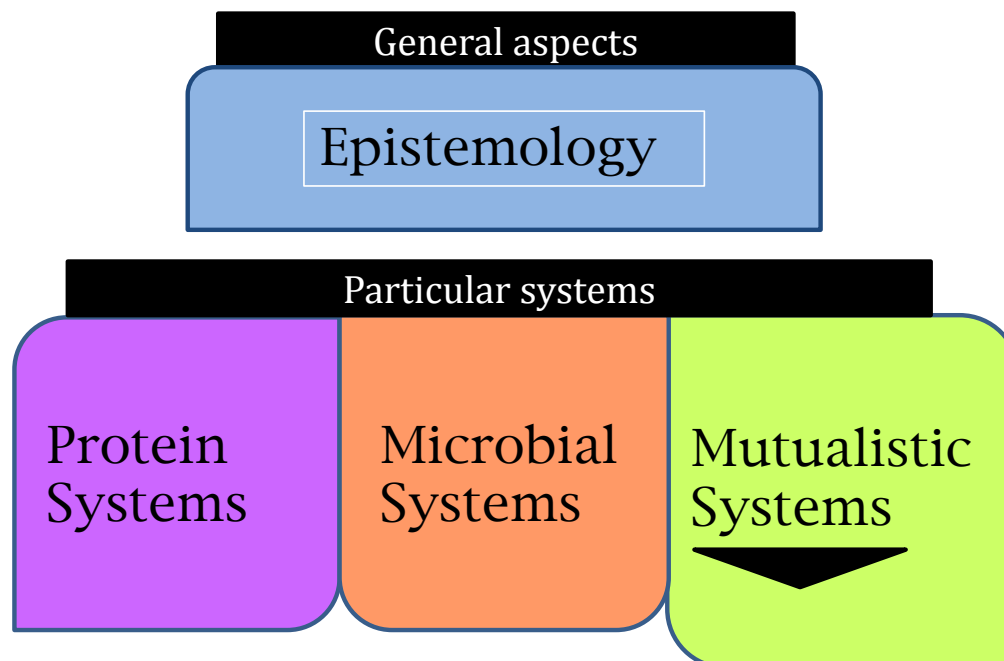 General aspects
Epistemology
Particular systems
Protein
Systems
Microbial
Systems
Mutualistic
Systems